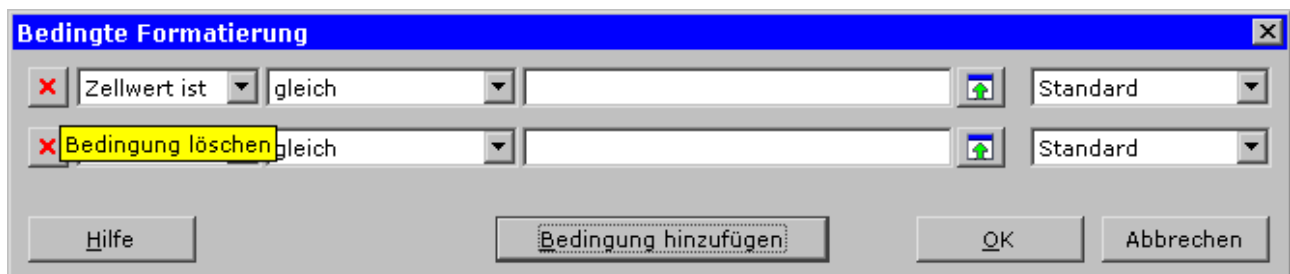 Bedingte Formatierung
Zellwert ist gleich Standard
Bedingung löschen gleich Standard
Hilfe Bedingung hinzufügen OK Abbrechen